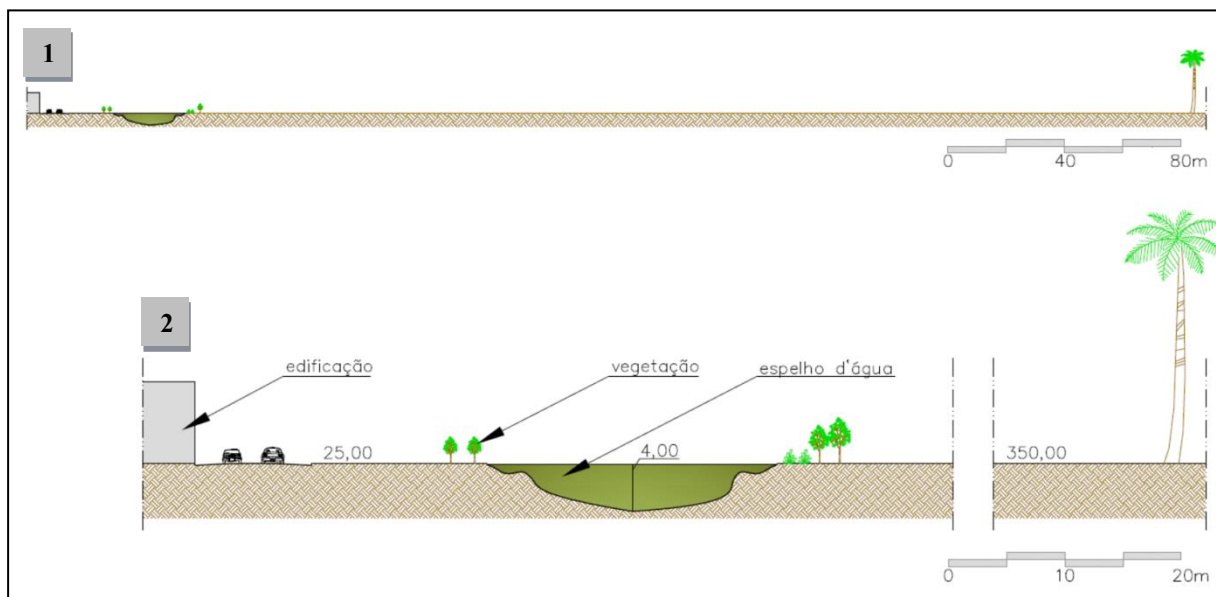 1
0 40 80m
2
edificação vegetação espelho d'água
25,00 4,00 350,00
0 10 20m